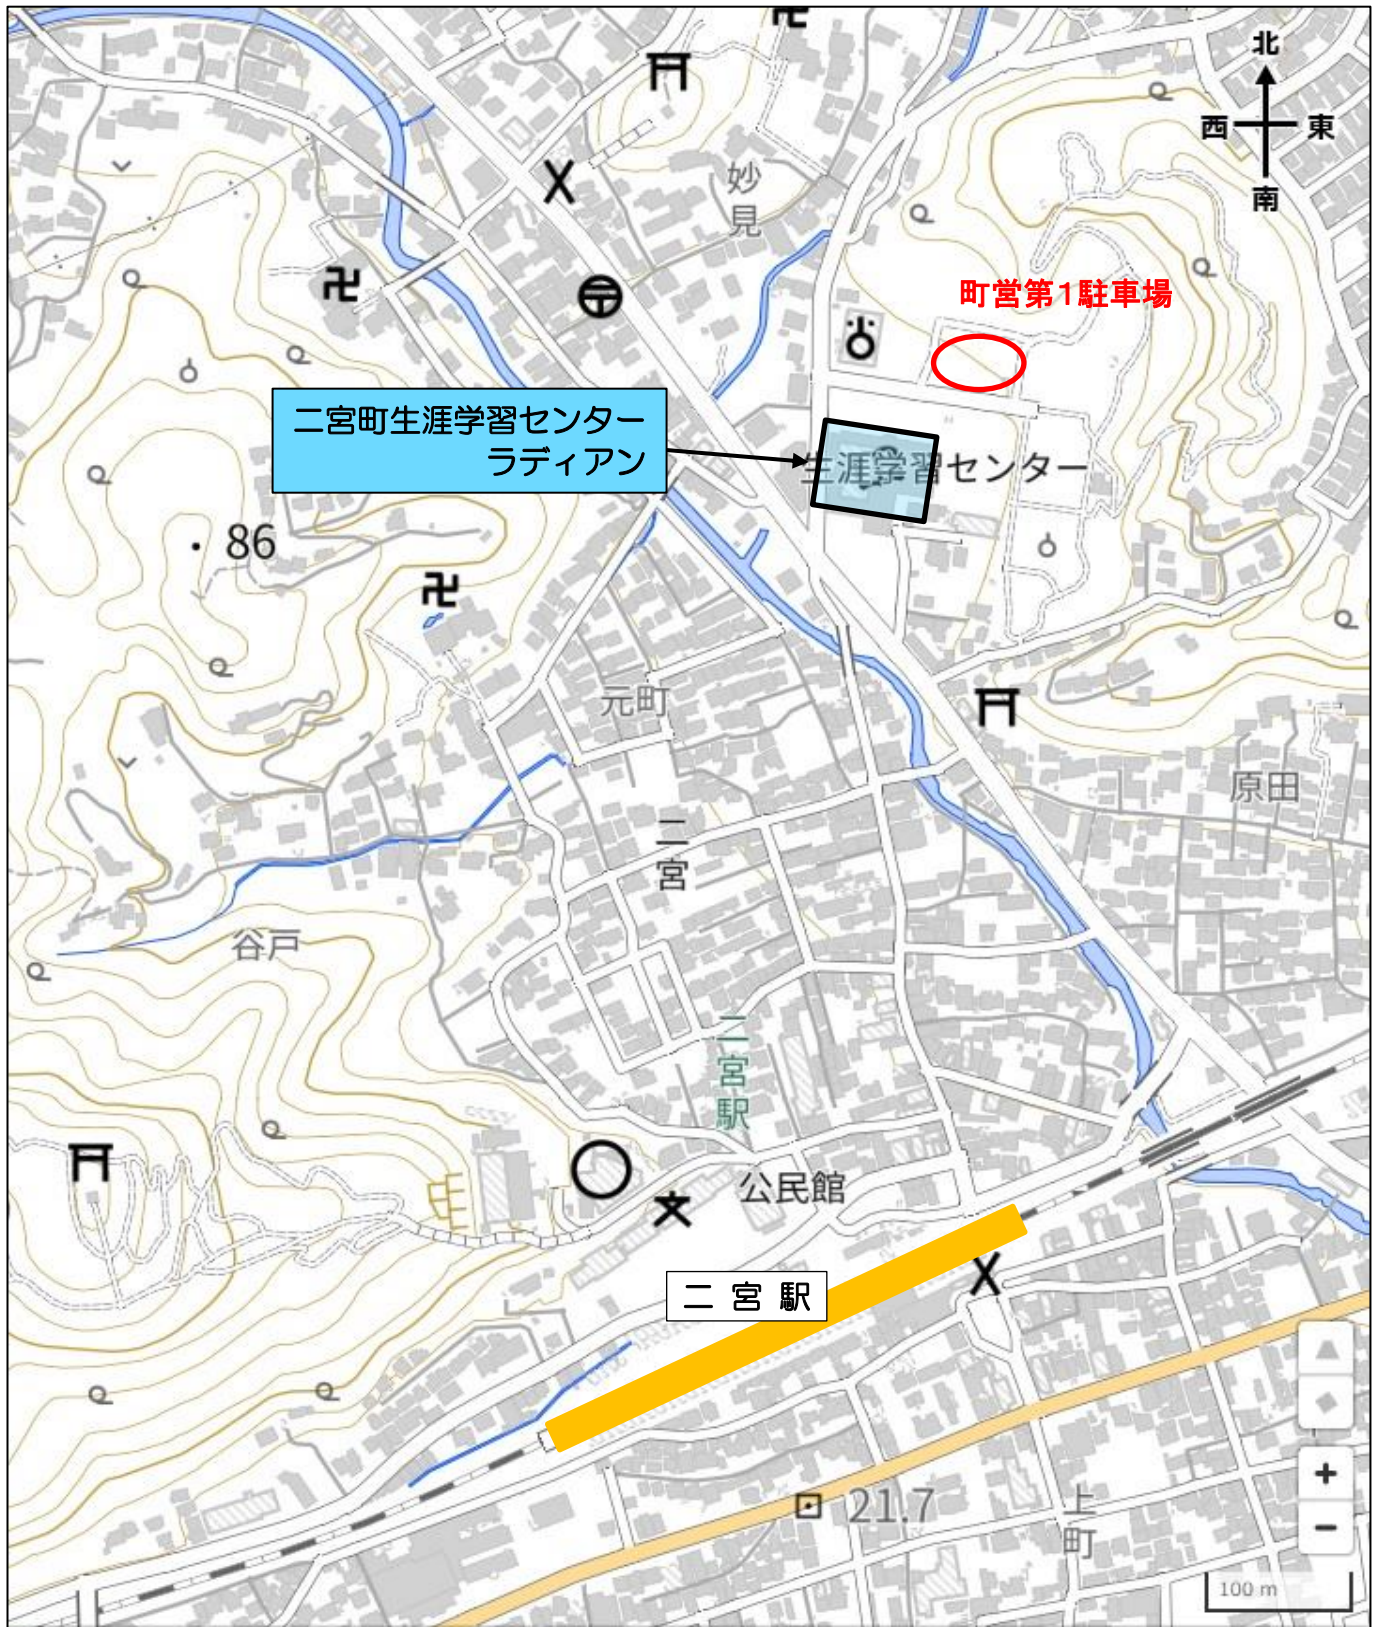 北
西
東
南
妙見
町営第1駐車場
二宮町生涯学習センター
ラディアン
生涯学習センター
86
元町
原田
二宮
谷戸
二宮駅
公民館
二 宮 駅
21.7
上町
+
−
100 m